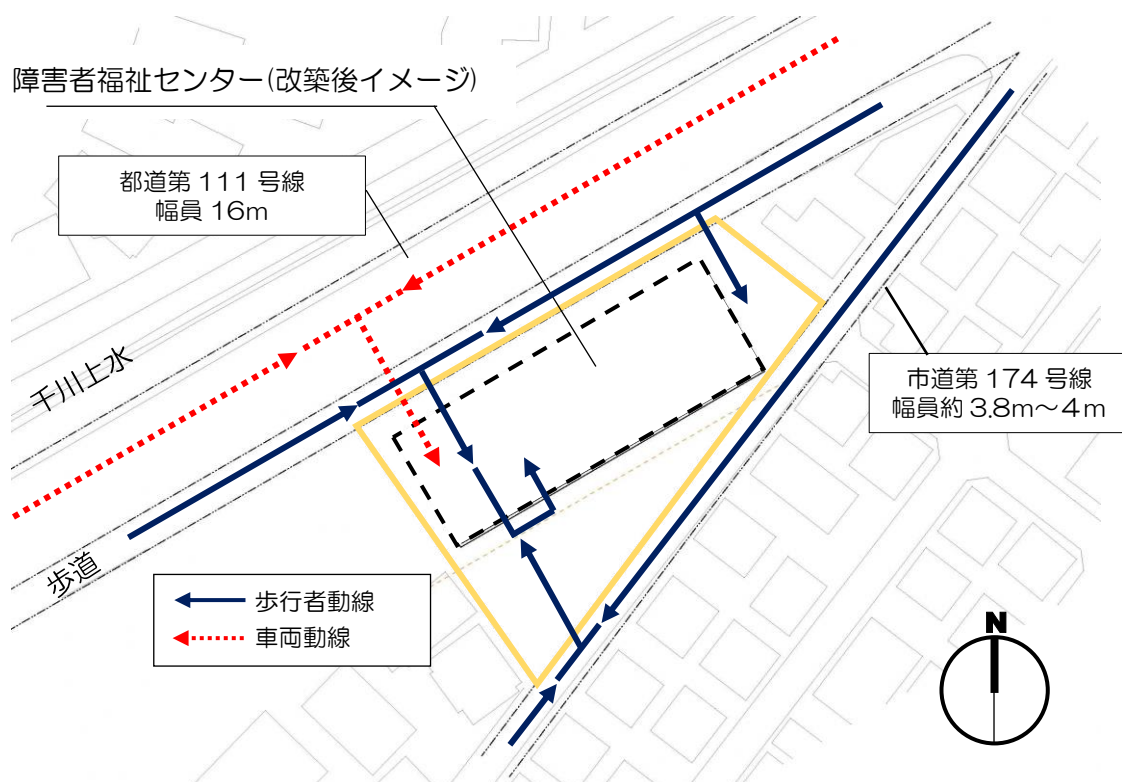 障害者福祉センター(改築後イメージ)
都道第 111 号線
幅員 16m
千川上水
市道第 174 号線
幅員約 3.8m～４m
歩道
歩行者動線
車両動線
N